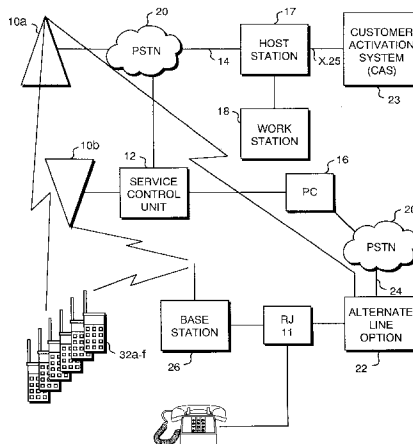 10a
20
PSTN
14
17
HOST
STATION
X.25
CUSTOMER
ACTIVATION
SYSTEM
(CAS)
23
10b
12
SERVICE
CONTROL
UNIT
18
WORK
STATION
16
PC
20
PSTN
24
32a-f
BASE
STATION
26
RJ
11
ALTERNATE
LINE
OPTION
22